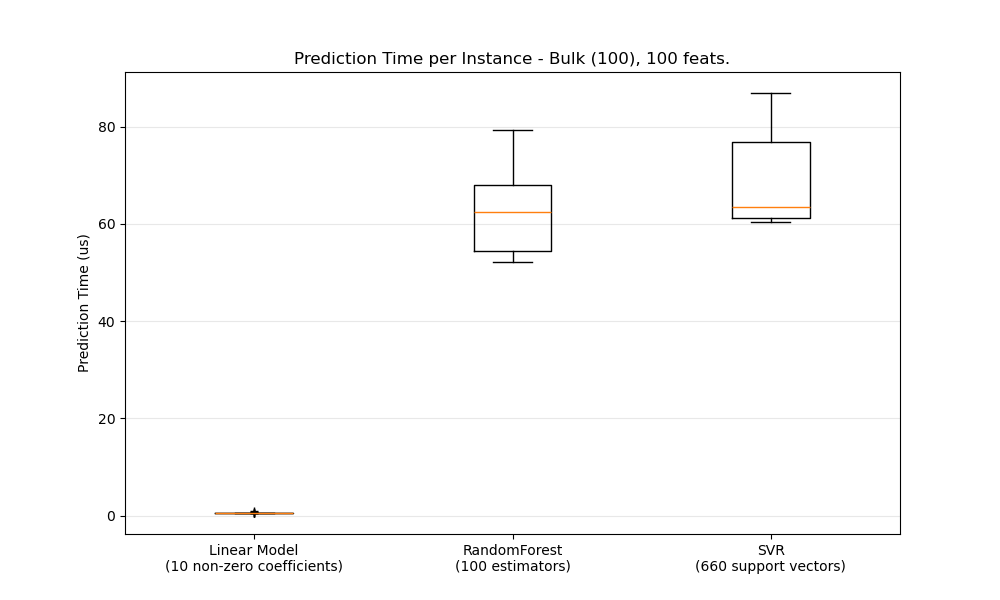 Prediction Time per Instance - Bulk (100), 100 feats.
Prediction Time (us)
80
60
40
20
0
Linear Model
(10 non-zero coefficients)
RandomForest
(100 estimators)
SVR
(660 support vectors)